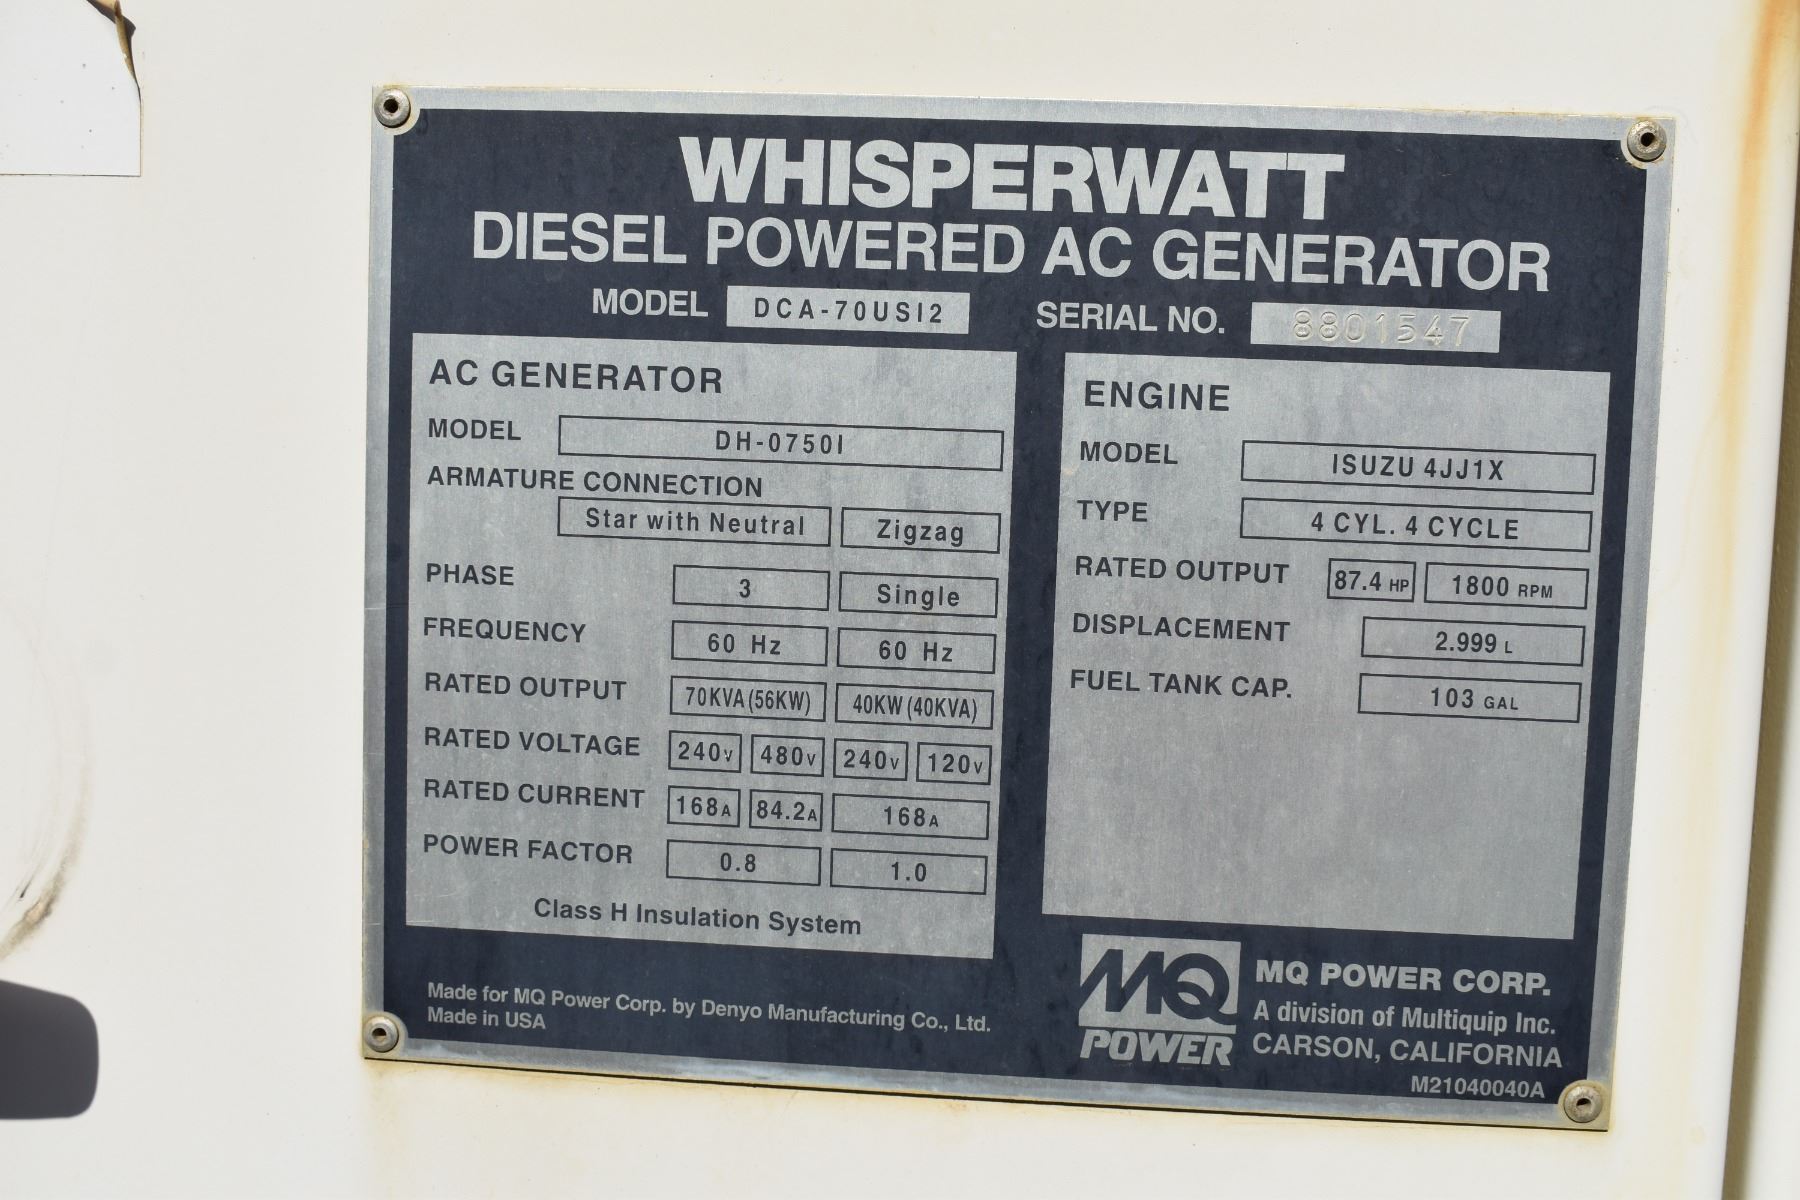 WHISPERWATT
DIESEL POWERED AC GENERATOR
MODEL DCA-70USI2 SERIAL NO. 8801547
AC GENERATOR
MODEL DH-0750I
ARMATURE CONNECTION
Star with Neutral Zigzag
PHASE 3 Single
FREQUENCY 60 Hz 60 Hz
RATED OUTPUT 70KVA(56KW) 40KW(40KVA)
RATED VOLTAGE 240V 480V 240V 120V
RATED CURRENT 168A 84.2A 168A
POWER FACTOR 0.8 1.0
Class H Insulation System
ENGINE
MODEL ISUZU 4JJ1X
TYPE 4 CYL. 4 CYCLE
RATED OUTPUT 87.4 HP 1800 RPM
DISPLACEMENT 2.999 L
FUEL TANK CAP. 103 GAL
Made for MQ Power Corp. by Denyo Manufacturing Co., Ltd.
Made in USA
MQ
POWER
MQ POWER CORP.
A division of Multiquip Inc.
CARSON, CALIFORNIA
M21040040A